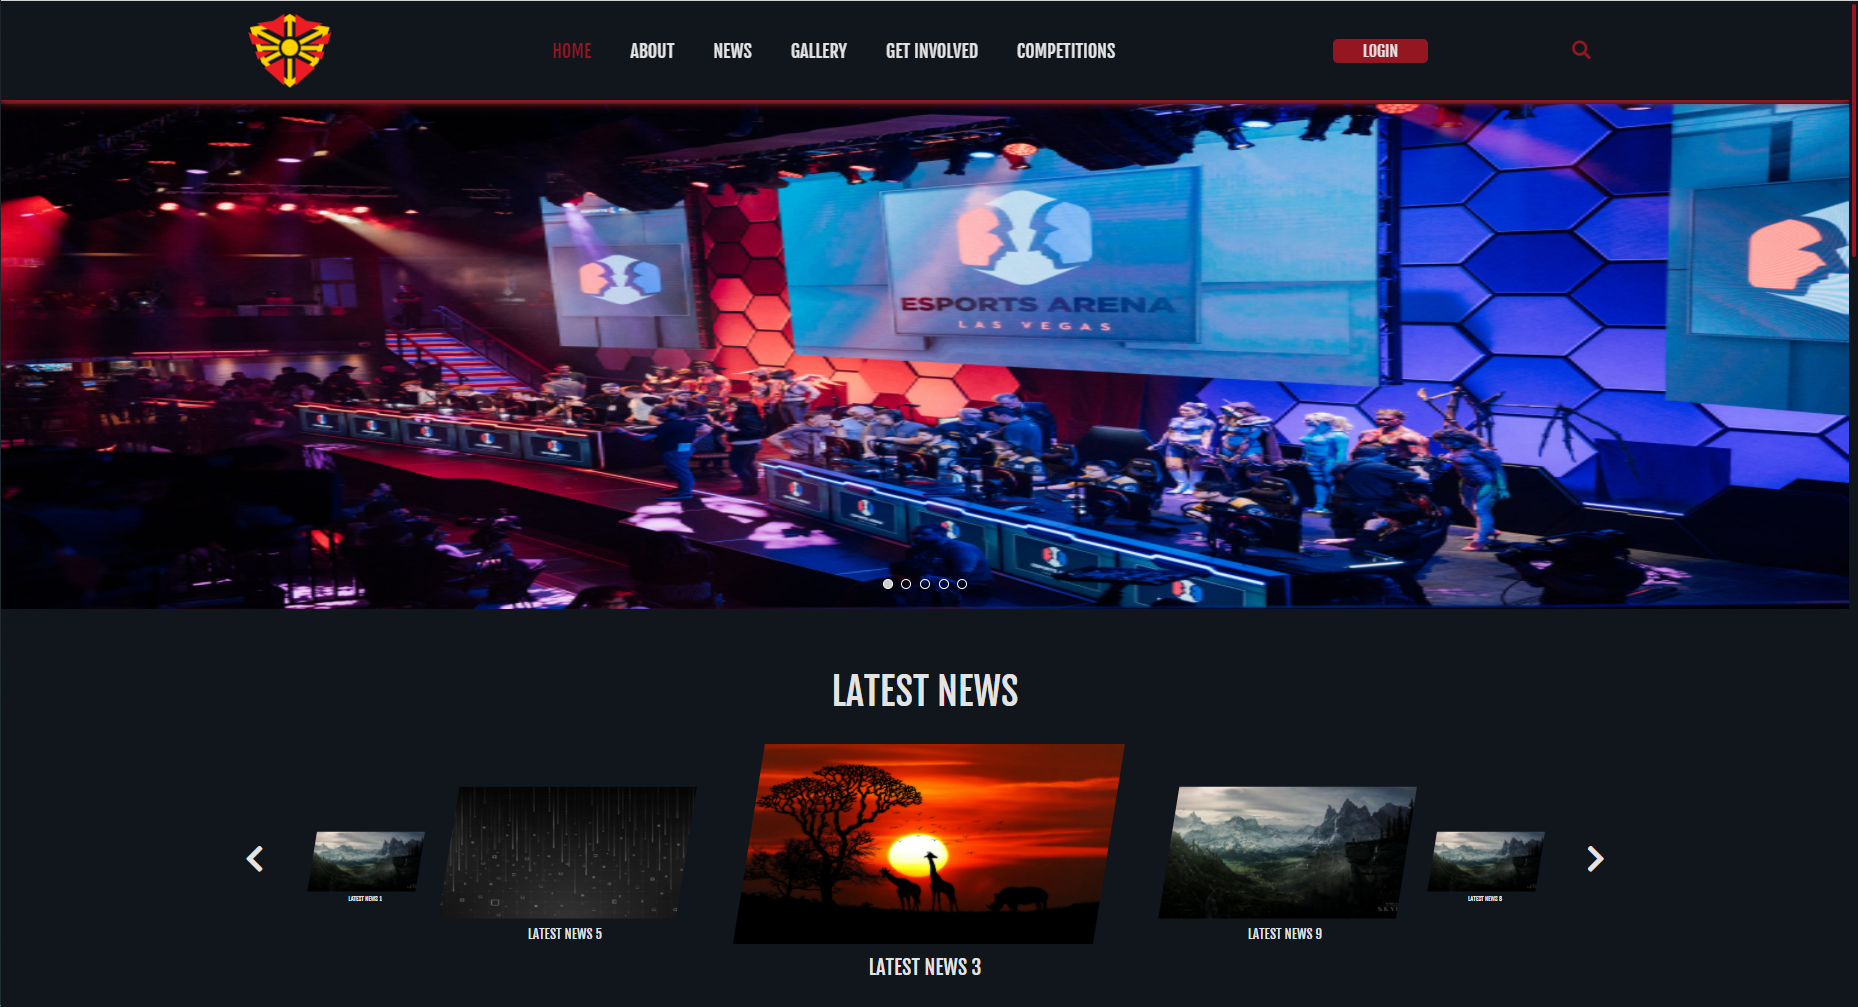 HOME
ABOUT
NEWS
GALLERY
GET INVOLVED
COMPETITIONS
LOGIN
ESPORTS ARENA
LAS VEGAS
LATEST NEWS
LATEST NEWS 1
LATEST NEWS 5
LATEST NEWS 3
LATEST NEWS 9
LATEST NEWS 8